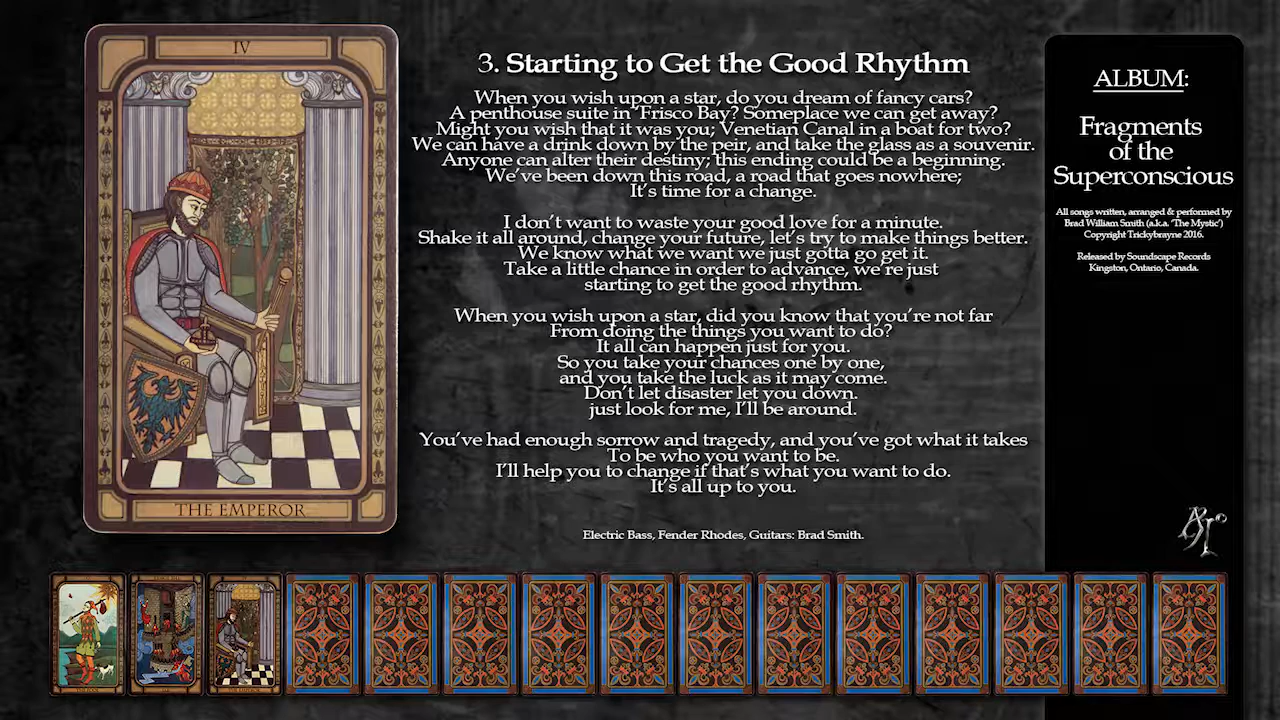 IV
THE EMPEROR
3. Starting to Get the Good Rhythm
When you wish upon a star, do you dream of fancy cars?
A penthouse suite in 'Frisco Bay? Someplace we can get away?
Might you wish that it was you; Venetian Canal in a boat for two?
We can have a drink down by the peir, and take the glass as a souvenir.
Anyone can alter their destiny; this ending could be a beginning.
We've been down this road, a road that goes nowhere;
It's time for a change.
I don't want to waste your good love for a minute.
Shake it all around, change your future, let's try to make things better.
We know what we want we just gotta go get it.
Take a little chance in order to advance, we're just
starting to get the good rhythm.
When you wish upon a star, did you know that you're not far
From doing the things you want to do?
It all can happen just for you.
So you take your chances one by one,
and you take the luck as it may come.
Don't let disaster let you down.
just look for me, I'll be around.
You've had enough sorrow and tragedy, and you've got what it takes
To be who you want to be.
I'll help you to change if that's what you want to do.
It's all up to you.
Electric Bass, Fender Rhodes, Guitars: Brad Smith.
ALBUM:
Fragments
of the
Superconscious
All songs written, arranged & performed by
Brad William Smith (a.k.a. 'The Mystic')
Copyright Trickybrayne 2016.
Released by Soundscape Records
Kingston, Ontario, Canada.
THE FOOL
THE EMPEROR